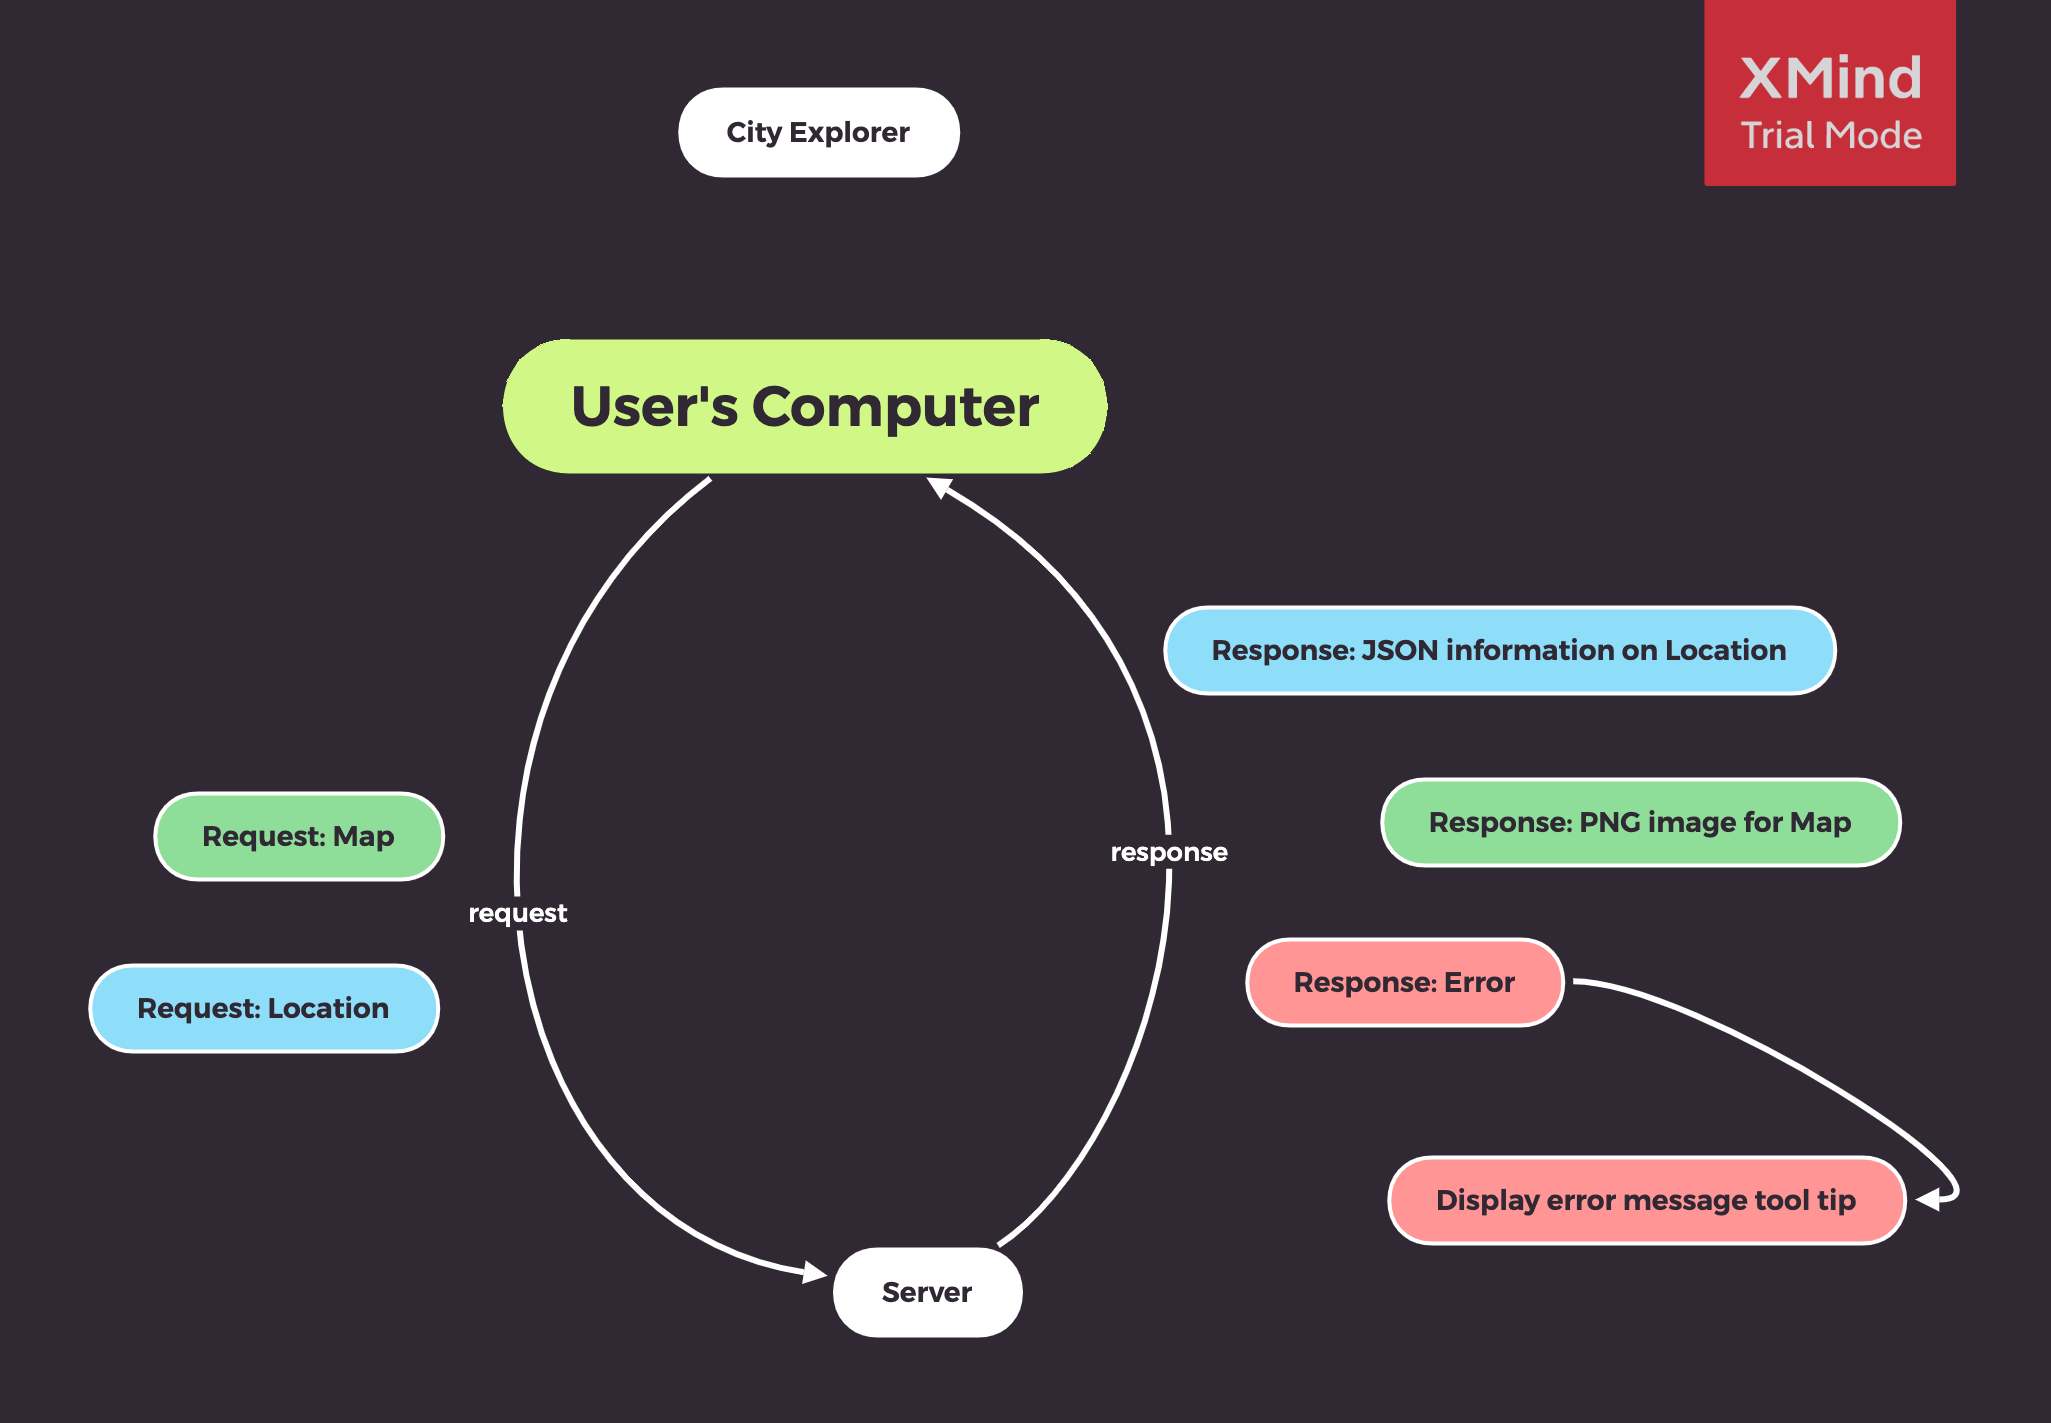 XMind
Trial Mode
City Explorer
User's Computer
Response: JSON information on Location
Response: PNG image for Map
Request: Map
response
request
Response: Error
Request: Location
Display error message tool tip
Server